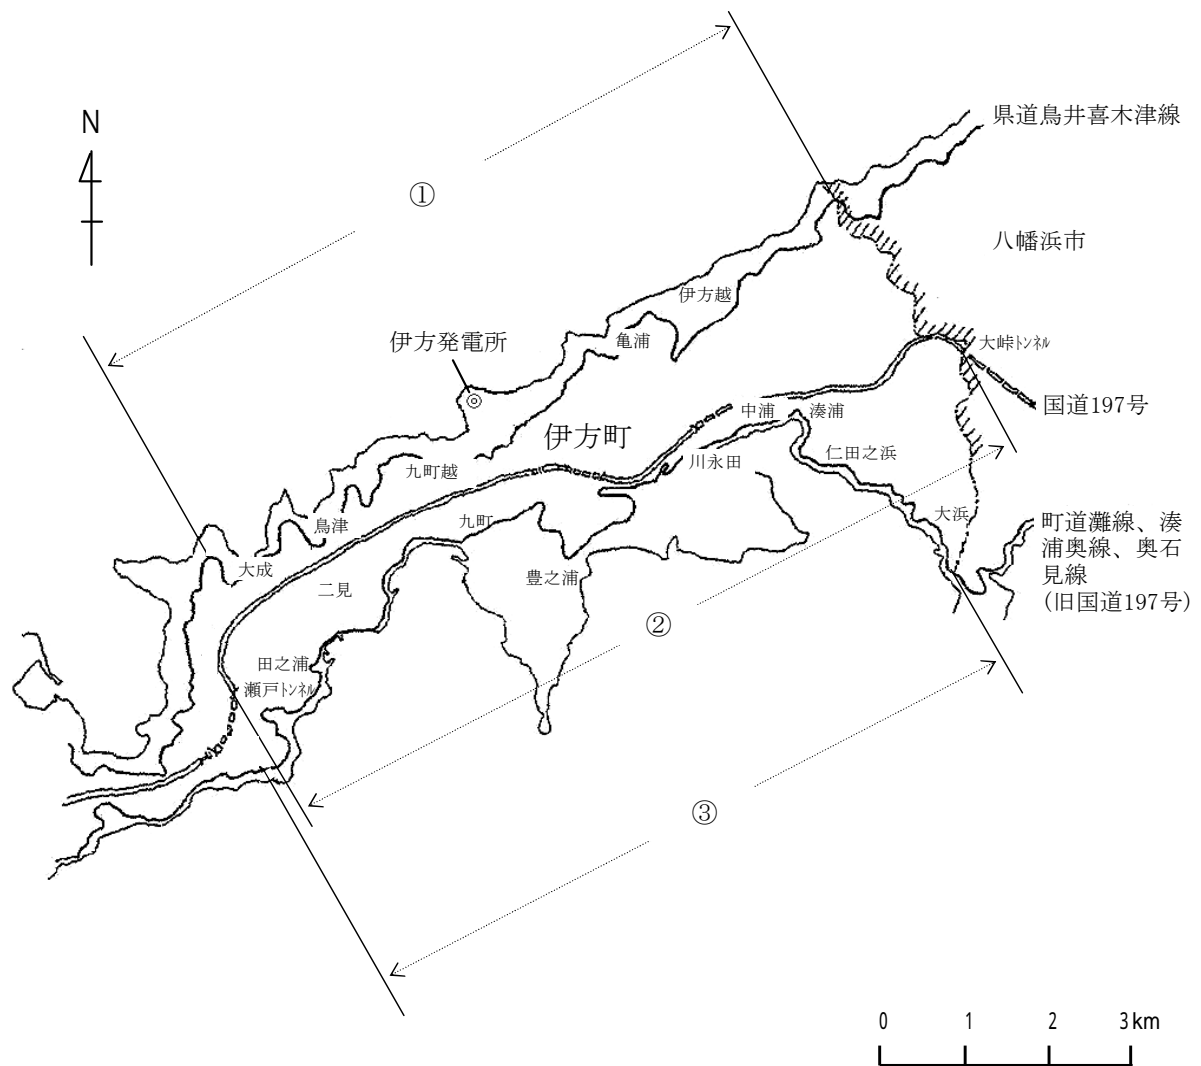 N
県道鳥井喜木津線
①
八幡浜市
伊方越
伊方発電所
亀浦
大峠トンネル
国道197号
中浦
湊浦
伊方町
仁田之浜
川永田
九町越
大浜
鳥津
九町
町道灘線、湊
浦奥線、奥石
見線
(旧国道197号)
大成
二見
豊之浦
②
田之浦
瀬戸トンネル
③
0 1 2 3km